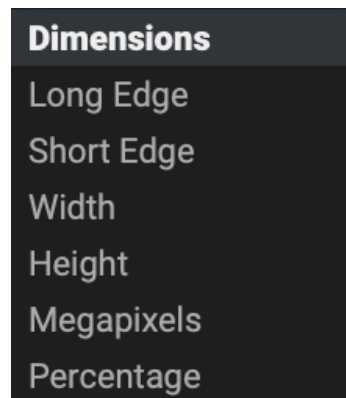 Dimensions
Long Edge
Short Edge
Width
Height
Megapixels
Percentage